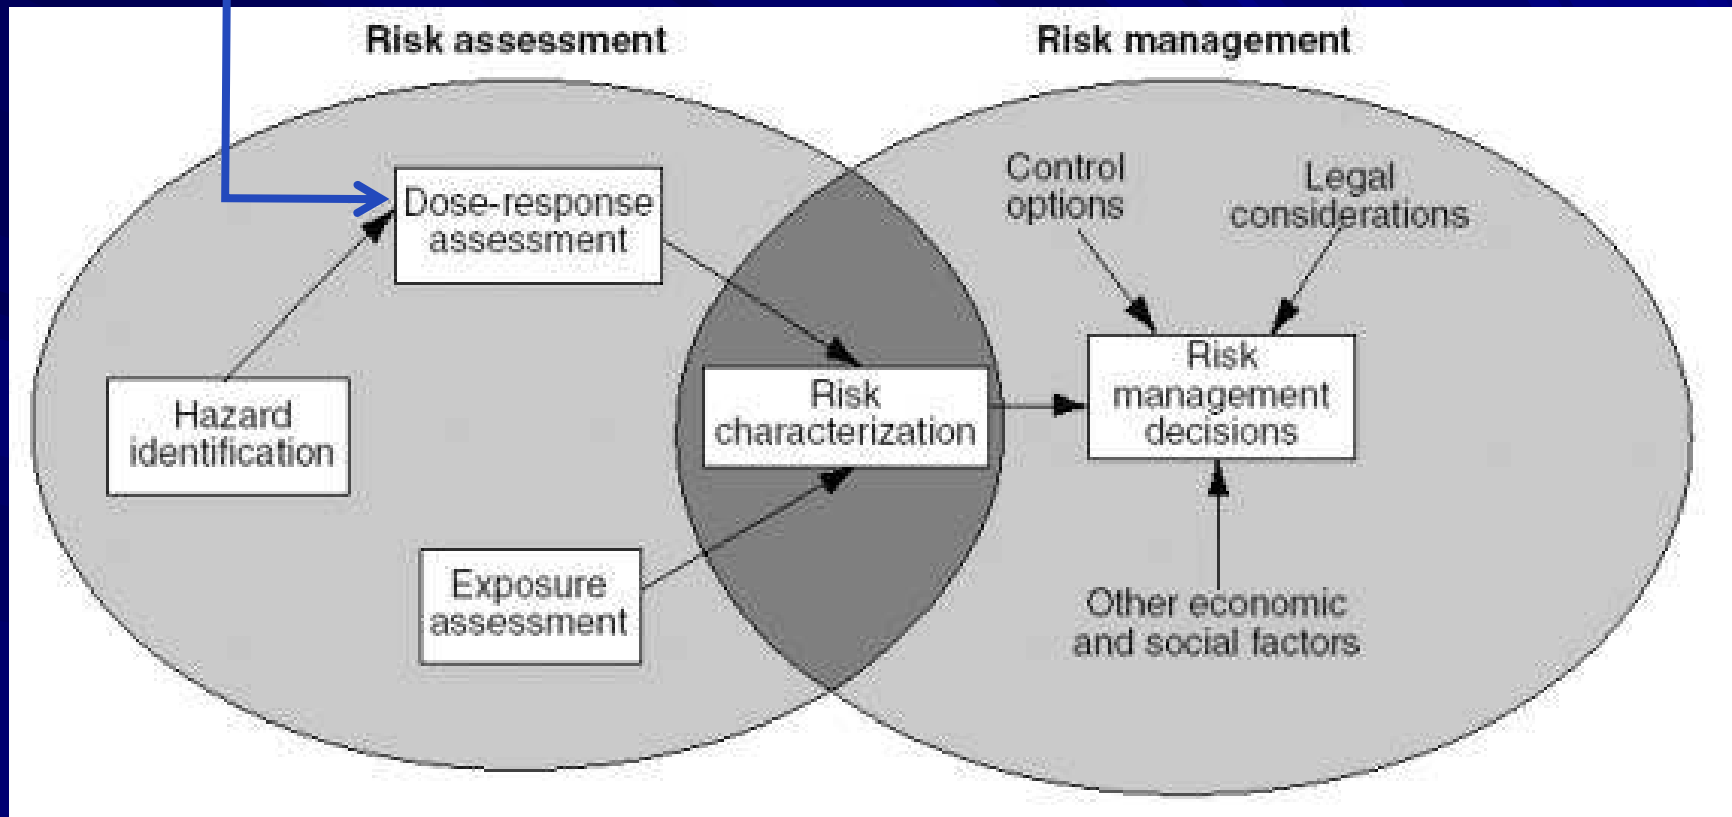 Risk assessment
Risk management
Dose-response
assessment
Control
options
Legal
considerations
Hazard
identification
Risk
characterization
Risk
management
decisions
Exposure
assessment
Other economic
and social factors